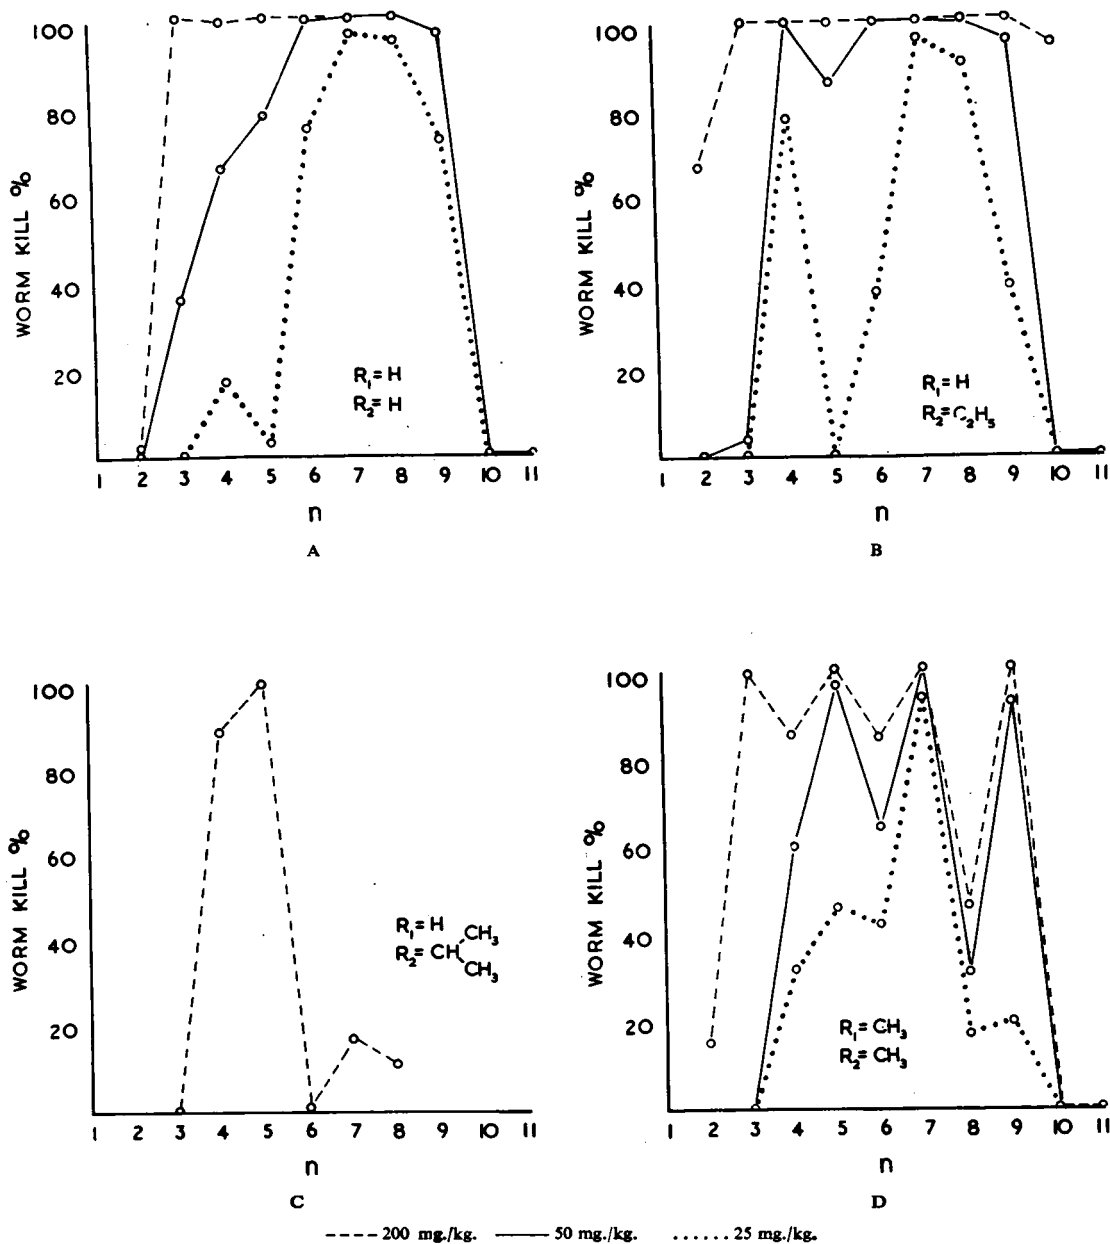 100
80
60
40
20
WORM KILL %
R₁= H
R₂= H
1 2 3 4 5 6 7 8 9 10 11
n
A
100
80
60
40
20
WORM KILL %
R₁= H
R₂= C₂H₅
1 2 3 4 5 6 7 8 9 10 11
n
B
100
80
60
40
20
WORM KILL %
R₁= H
CH₃
R₂= CH
CH₃
1 2 3 4 5 6 7 8 9 10 11
n
C
100
80
60
40
20
WORM KILL %
R₁= CH₃
R₂= CH₃
1 2 3 4 5 6 7 8 9 10 11
n
D
200 mg./kg. 50 mg./kg. 25 mg./kg.